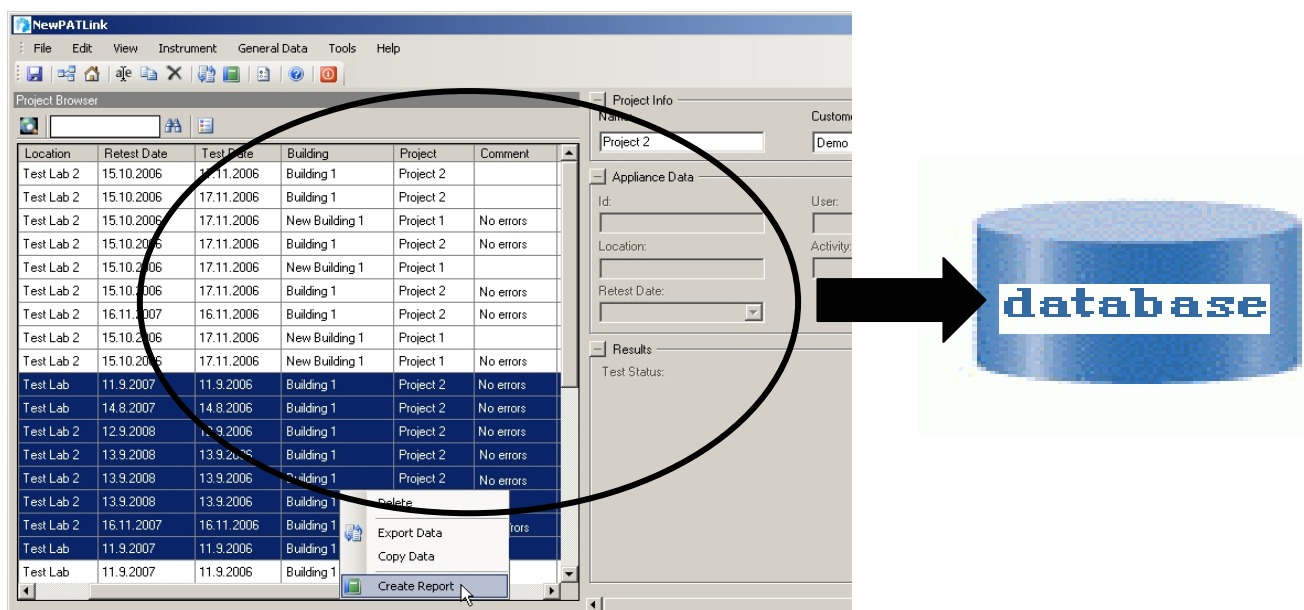 NewPATLink
File Edit View Instrument General Data Tools Help
Project Browser
Location Retest Date Test Date Building Project Comment
Test Lab 2 15.10.2006 17.11.2006 Building 1 Project 2
Test Lab 2 15.10.2006 17.11.2006 Building 1 Project 2
Test Lab 2 15.10.2006 17.11.2006 New Building 1 Project 1 No errors
Test Lab 2 15.10.2006 17.11.2006 Building 1 Project 2 No errors
Test Lab 2 15.10.2006 17.11.2006 New Building 1 Project 1
Test Lab 2 15.10.2006 17.11.2006 Building 1 Project 2 No errors
Test Lab 2 16.11.2007 16.11.2006 Building 1 Project 2 No errors
Test Lab 2 15.10.2006 17.11.2006 New Building 1 Project 1
Test Lab 2 15.10.2006 17.11.2006 New Building 1 Project 1 No errors
Test Lab 11.9.2007 11.9.2006 Building 1 Project 2 No errors
Test Lab 14.8.2007 14.8.2006 Building 1 Project 2 No errors
Test Lab 2 12.9.2008 Building 1 Project 2 No errors
Test Lab 2 13.9.2008 13.9.2006 Building 1 Project 2 No errors
Test Lab 2 13.9.2008 13.9.2006 Building 1 Project 2 No errors
Test Lab 2 13.9.2008 13.9.2006 Building 1
Test Lab 2 16.11.2007 16.11.2006 Building 1
Test Lab 11.9.2007 11.9.2006 Building 1
Test Lab 11.9.2007 11.9.2006 Building 1
Delete
Export Data
Copy Data
Create Report
Project Info
Name: Custome
Project 2 Demo
Appliance Data
Id: User:
Location: Activity:
Retest Date:
Results
Test Status:
database